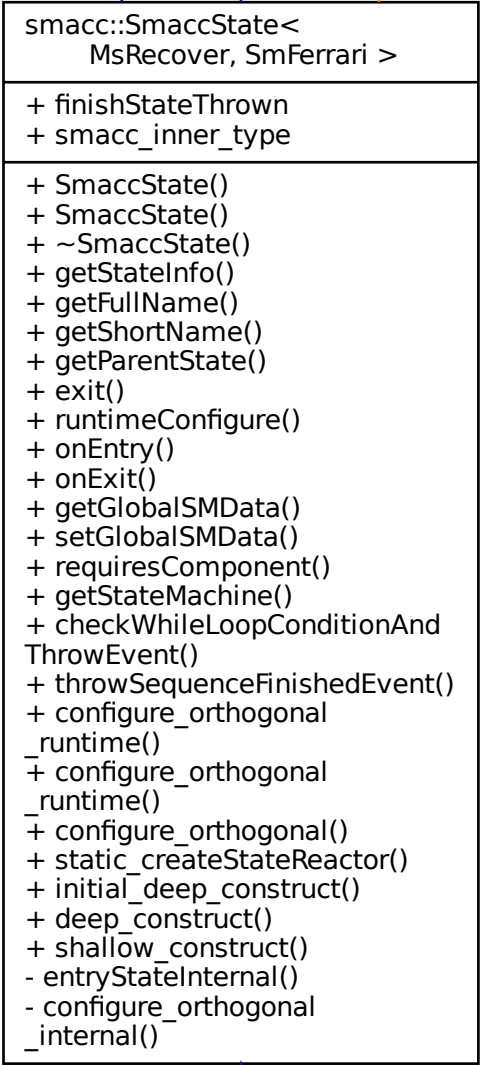 smacc::SmaccState<
MsRecover, SmFerrari >
+ finishStateThrown
+ smacc_inner_type
+ SmaccState()
+ SmaccState()
+ ~SmaccState()
+ getStateInfo()
+ getFullName()
+ getShortName()
+ getParentState()
+ exit()
+ runtimeConfigure()
+ onEntry()
+ onExit()
+ getGlobalSMData()
+ setGlobalSMData()
+ requiresComponent()
+ getStateMachine()
+ checkWhileLoopConditionAnd
ThrowEvent()
+ throwSequenceFinishedEvent()
+ configure_orthogonal
_runtime()
+ configure_orthogonal
_runtime()
+ configure_orthogonal()
+ static_createStateReactor()
+ initial_deep_construct()
+ deep_construct()
+ shallow_construct()
- entryStateInternal()
- configure_orthogonal
_internal()